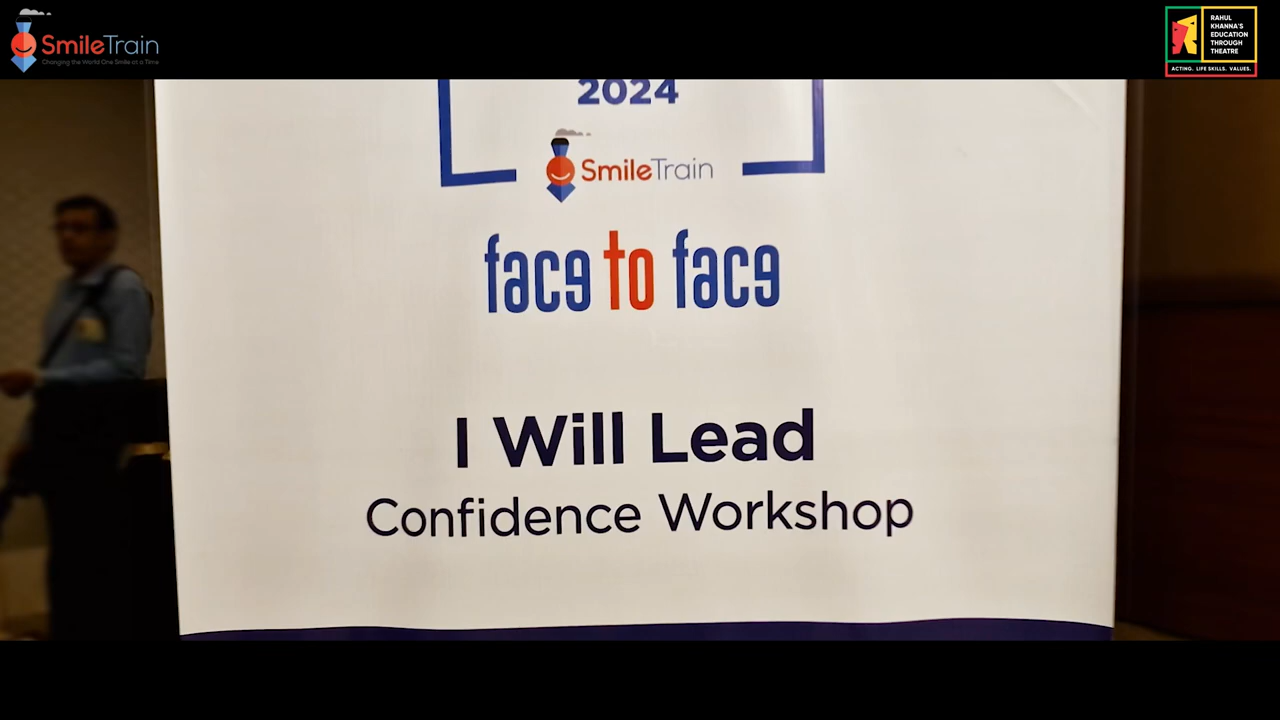 SmileTrain
Changing the World One Smile at a Time
RAHUL
KHANNA'S
EDUCATION
THROUGH
THEATRE
ACTING. LIFE SKILLS. VALUES.
2024
SmileTrain
face to face
I Will Lead
Confidence Workshop